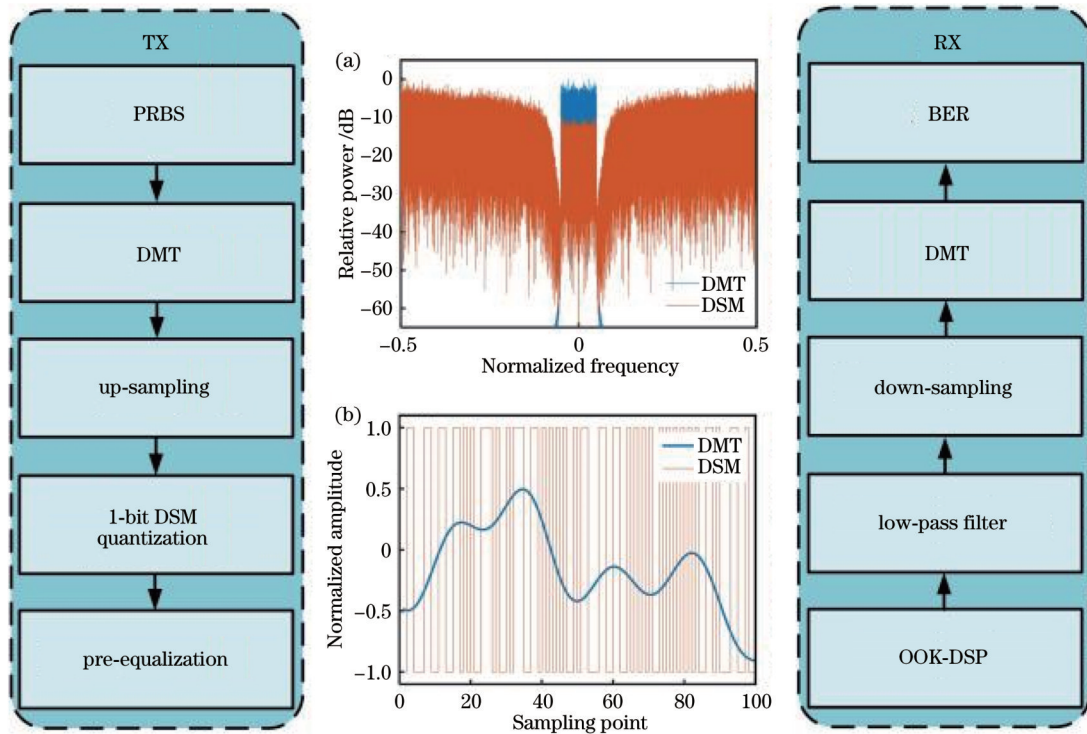 TX
PRBS
DMT
up-sampling
1-bit DSM
quantization
pre-equalization
(a)
0
−10
−20
−30
−40
−50
−60
Relative power /dB
DMT
DSM
−0.5
0
0.5
Normalized frequency
(b)
1.0
0.5
0
−0.5
−1.0
Normalized amplitude
DMT
DSM
0
20
40
60
80
100
Sampling point
RX
BER
DMT
down-sampling
low-pass filter
OOK-DSP